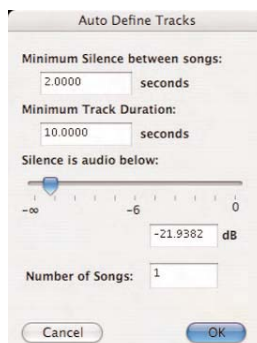 Auto Define Tracks
Minimum Silence between songs:
2.0000 seconds
Minimum Track Duration:
10.0000 seconds
Silence is audio below:
-∞ -6 0
-21.9382 dB
Number of Songs: 1
Cancel OK